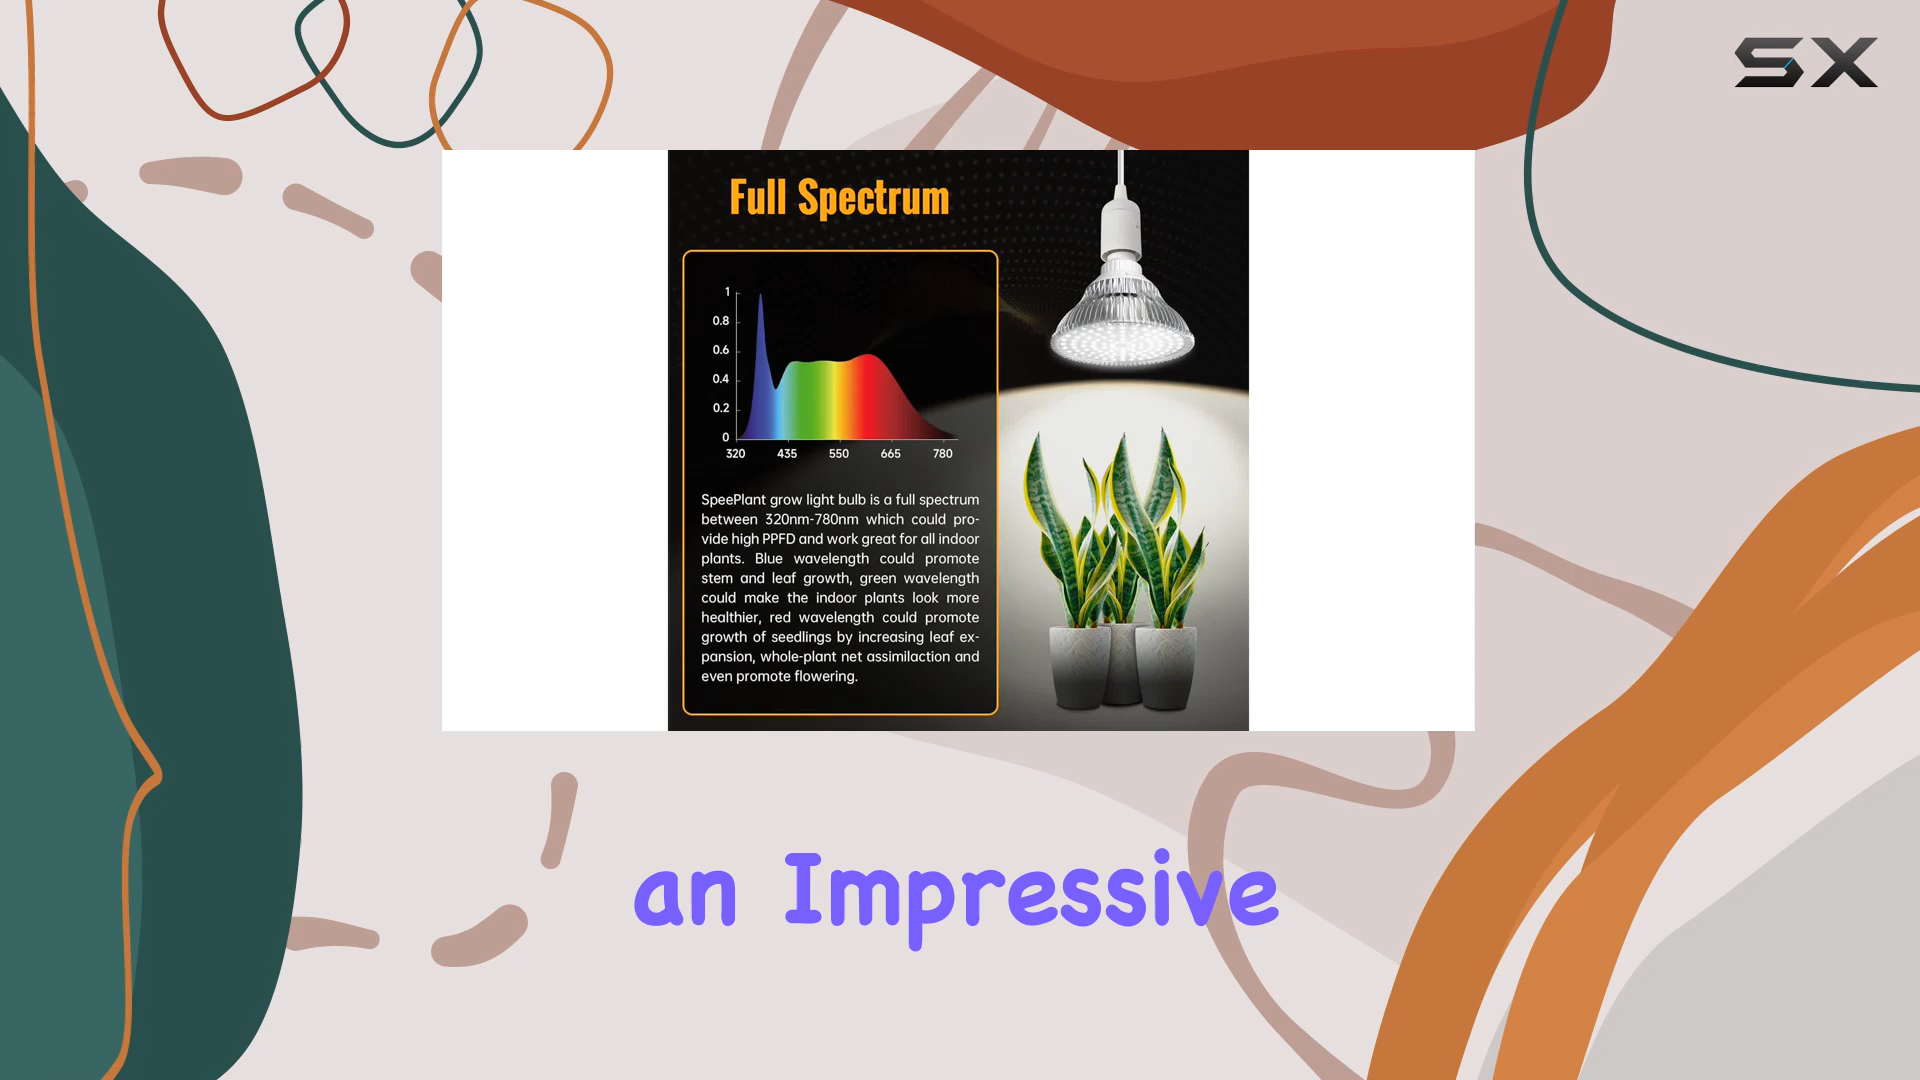 SX
Full Spectrum
1
0.8
0.6
0.4
0.2
0
320 435 550 665 780
SpeePlant grow light bulb is a full spectrum
between 320nm-780nm which could pro-
vide high PPFD and work great for all indoor
plants. Blue wavelength could promote
stem and leaf growth, green wavelength
could make the indoor plants look more
healthier, red wavelength could promote
growth of seedlings by increasing leaf ex-
pansion, whole-plant net assimilaction and
even promote flowering.
an Impressive